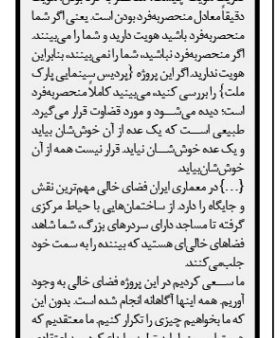 دقیقاً معادل منحصربه‌فرد بودن است. یعنی اگر شما
منحصربه‌فرد باشید هویت دارید و شما را می‌بینند.
اگر منحصربه‌فرد نباشید، شما را نمی‌بینند، بنابراین
هویت ندارید. اگر این پروژه {پردیس سینمایی پارک
ملت} را بررسی کنید، می‌بینید کاملاً منحصربه‌فرد
است؛ دیده می‌شود و مورد قضاوت قرار می‌گیرد.
طبیعی است که یک عده از آن خوش‌شان بیاید
و یک عده خوش‌شان نیاید. قرار نیست همه از آن
خوش‌شان بیاید.
{...} در معماری ایران فضای خالی مهم‌ترین نقش
و جایگاه را دارد. از ساختمان‌هایی با حیاط مرکزی
گرفته تا مساجد دارای سردرهای بزرگ، شما شاهد
فضاهای خالی‌ای هستید که بیننده را به سمت خود
جلب می‌کنند.
ما سعی کردیم در این پروژه فضای خالی به وجود
آوریم. همه اینها آگاهانه انجام شده است. بدون این
که ما بخواهیم چیزی را تکرار کنیم. ما معتقدیم که